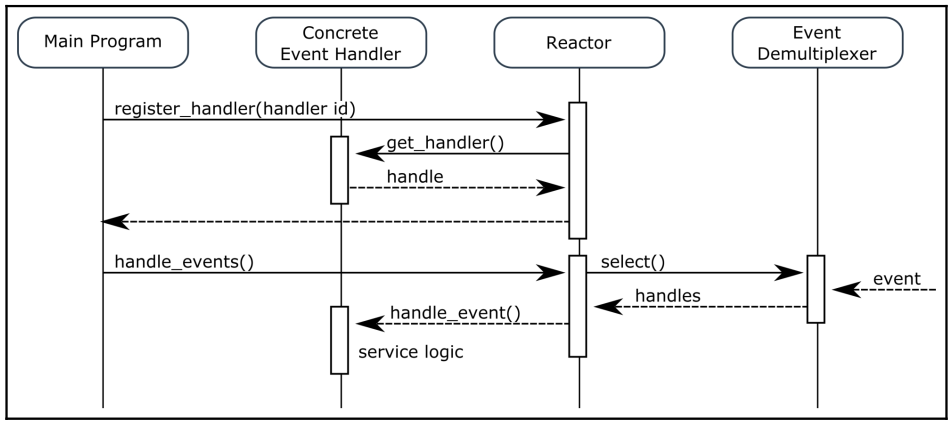 Main Program
Concrete
Event Handler
Reactor
Event
Demultiplexer
register_handler(handler id)
get_handler()
handle
handle_events()
select()
event
handles
handle_event()
service logic